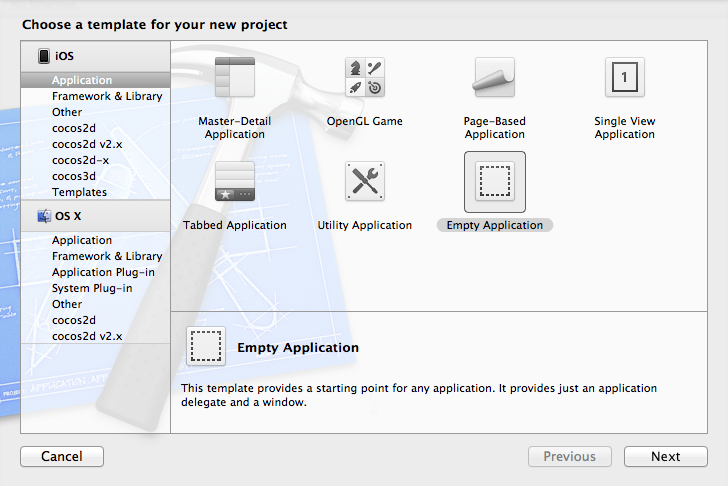 Choose a template for your new project
iOS
Application
Framework & Library
Other
cocos2d
cocos2d v2.x
cocos2d-x
cocos3d
Templates
OS X
Application
Framework & Library
Application Plug-in
System Plug-in
Other
cocos2d
cocos2d v2.x
Master-Detail
Application
OpenGL Game
Page-Based
Application
1
Single View
Application
Tabbed Application
Utility Application
Empty Application
Empty Application
This template provides a starting point for any application. It provides just an application
delegate and a window.
PROJECT APPLICATION
Cancel
Previous
Next